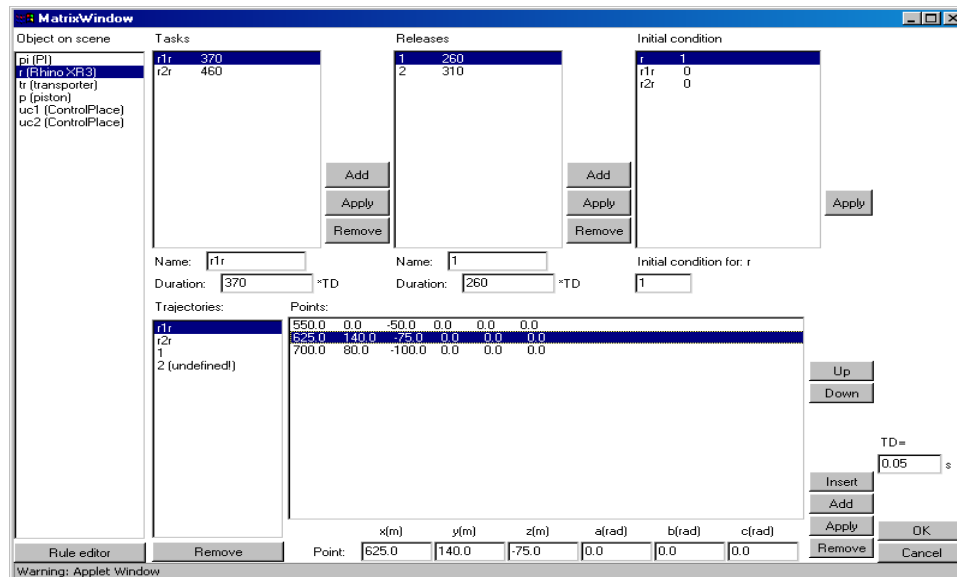 MatrixWindow
Object on scene
pi (PI)
r (Rhino XR3)
tr (transporter)
p (piston)
uc1 (ControlPlace)
uc2 (ControlPlace)
Rule editor
Tasks
r1r 370
r2r 460
Add
Apply
Remove
Name: r1r
Duration: 370 *TD
Releases
1 260
2 310
Add
Apply
Remove
Name: 1
Duration: 260 *TD
Initial condition
r 1
r1r 0
r2r 0
Apply
Initial condition for: r
1
Trajectories:
r1r
r2r
1
2 (undefined!)
Remove
Points:
550.0 0.0 -50.0 0.0 0.0 0.0
625.0 140.0 -75.0 0.0 0.0 0.0
700.0 80.0 -100.0 0.0 0.0 0.0
Up
Down
TD=
0.05 s
Insert
Add
Apply
Remove
x(m) y(m) z(m) a(rad) b(rad) c(rad)
Point: 625.0 140.0 -75.0 0.0 0.0 0.0
OK
Cancel
Warning: Applet Window